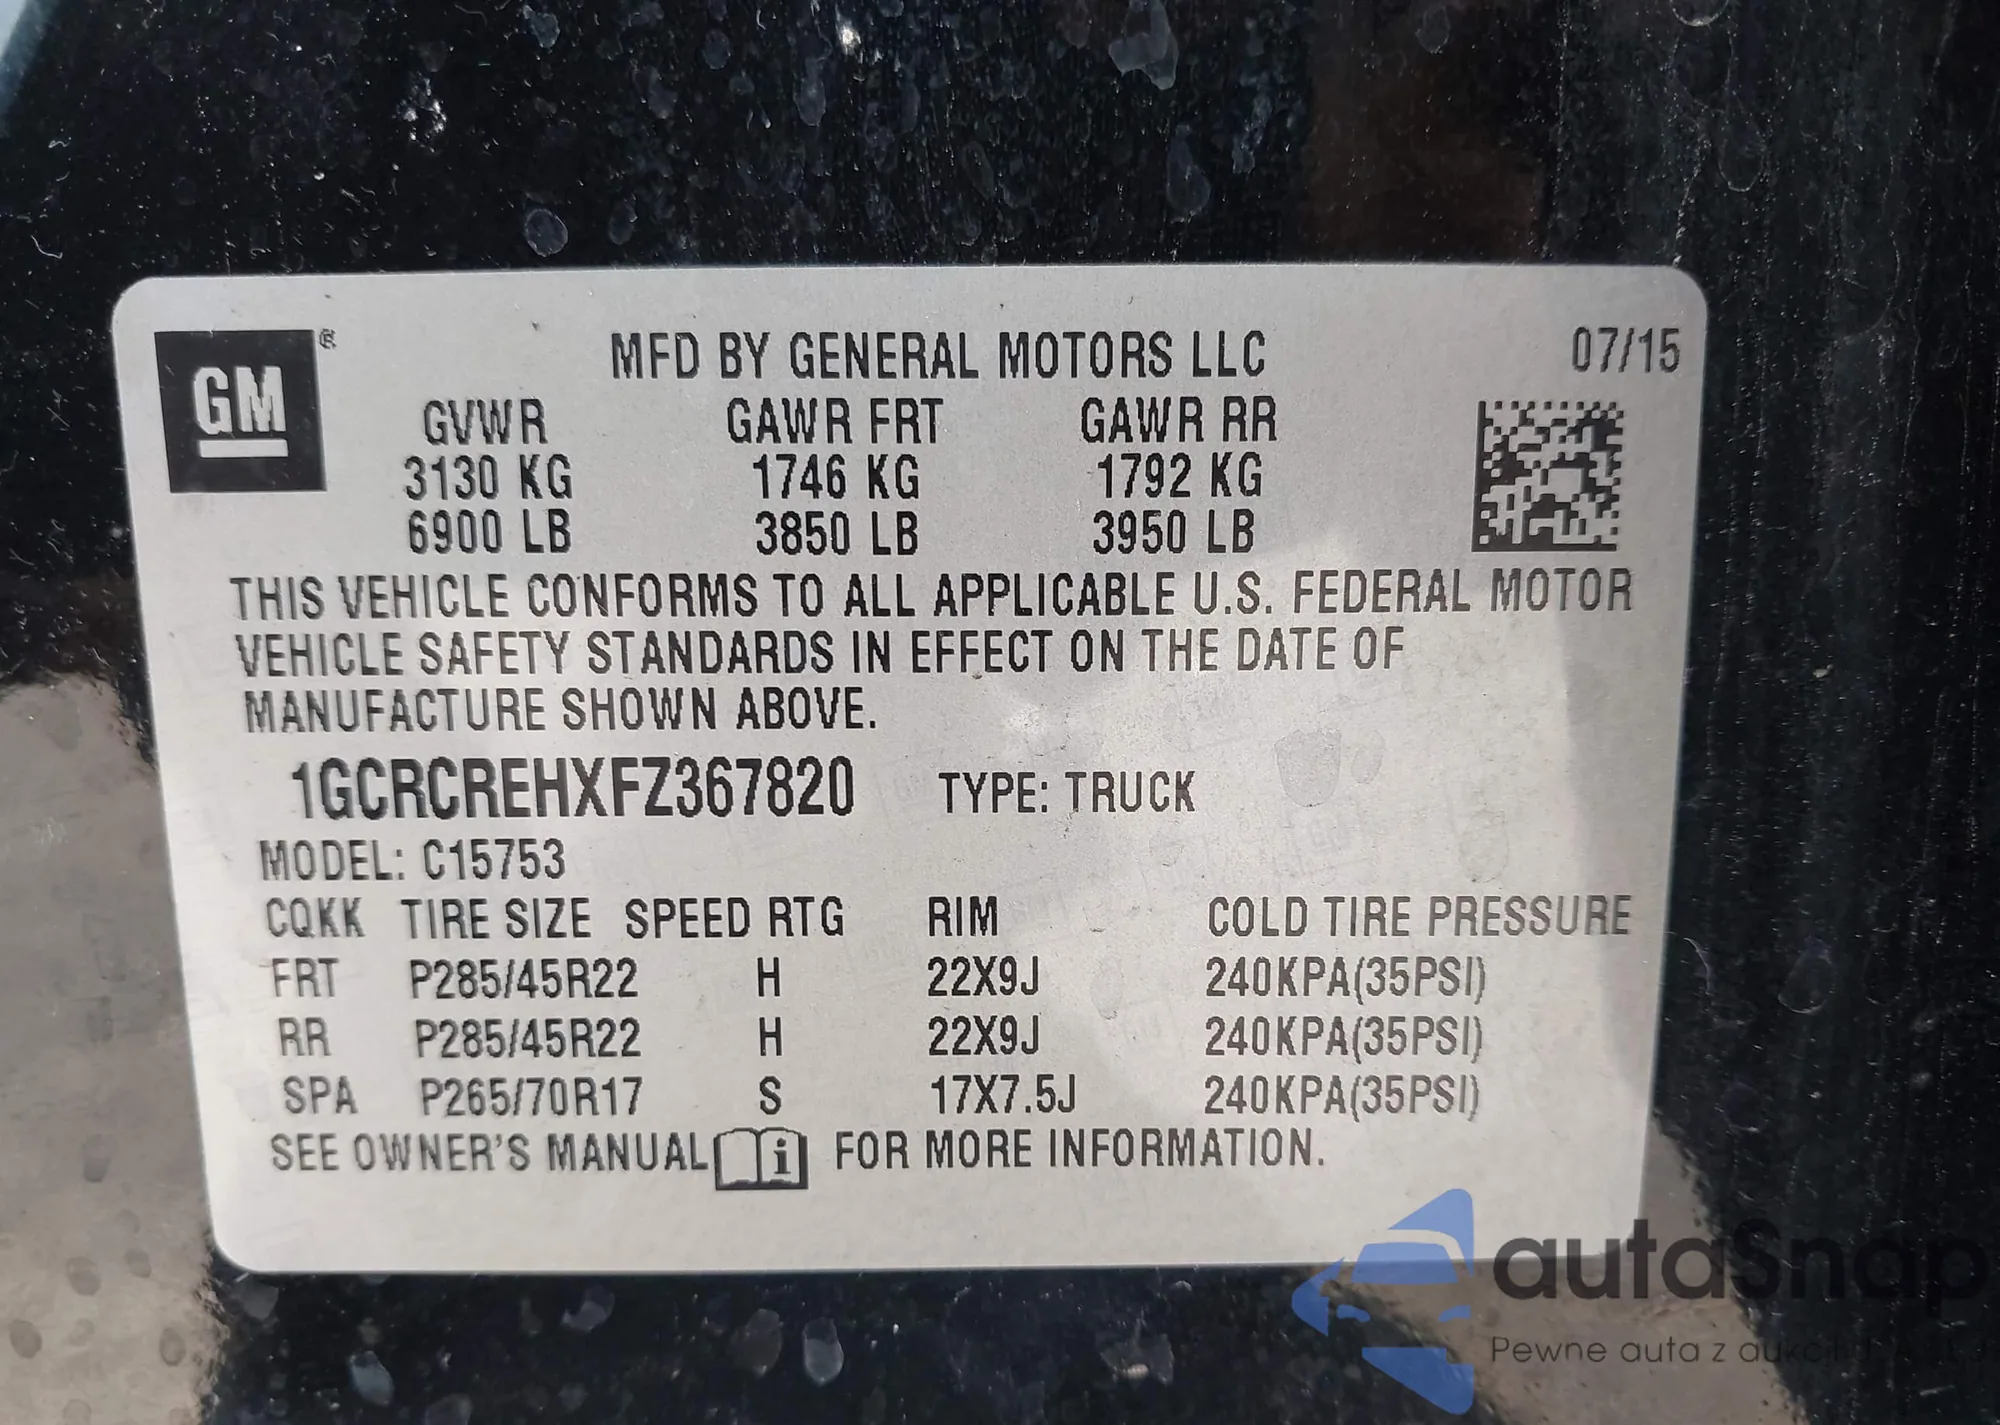 GM ®
MFD BY GENERAL MOTORS LLC 07/15
GVWR GAWR FRT GAWR RR
3130 KG 1746 KG 1792 KG
6900 LB 3850 LB 3950 LB
THIS VEHICLE CONFORMS TO ALL APPLICABLE U.S. FEDERAL MOTOR
VEHICLE SAFETY STANDARDS IN EFFECT ON THE DATE OF
MANUFACTURE SHOWN ABOVE.
1GCRCREHXFZ367820 TYPE: TRUCK
MODEL: C15753
CQKK TIRE SIZE SPEED RTG RIM COLD TIRE PRESSURE
FRT P285/45R22 H 22X9J 240KPA(35PSI)
RR P285/45R22 H 22X9J 240KPA(35PSI)
SPA P265/70R17 S 17X7.5J 240KPA(35PSI)
SEE OWNER'S MANUAL i FOR MORE INFORMATION.
autaSnap
Pewne auta z aukcji